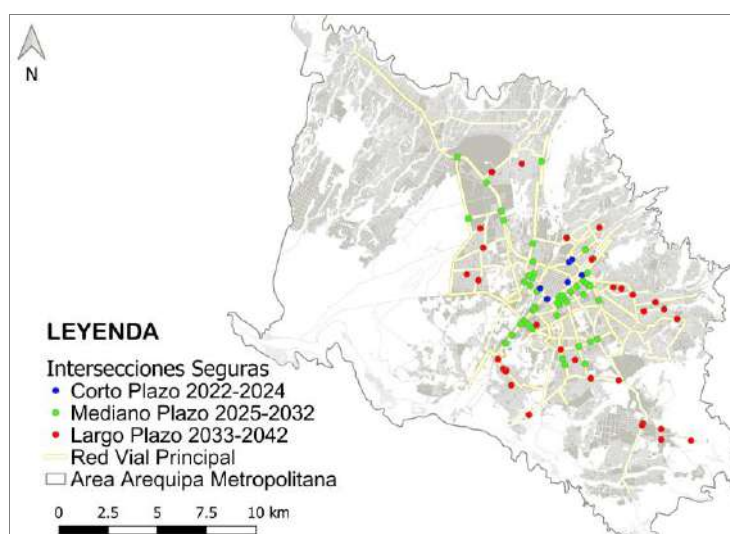 N
LEYENDA
Intersecciones Seguras
Corto Plazo 2022-2024
Mediano Plazo 2025-2032
Largo Plazo 2033-2042
Red Vial Principal
Area Arequipa Metropolitana
0 2.5 5 7.5 10 km